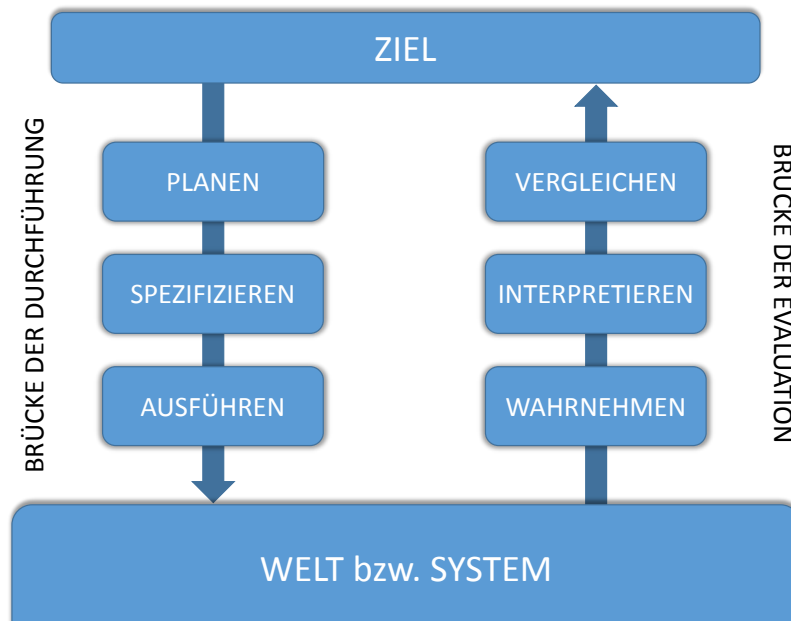 ZIEL
BRÜCKE DER DURCHFÜHRUNG
PLANEN
SPEZIFIZIEREN
AUSFÜHREN
VERGLEICHEN
INTERPRETIEREN
WAHRNEHMEN
BRÜCKE DER EVALUATION
WELT bzw. SYSTEM